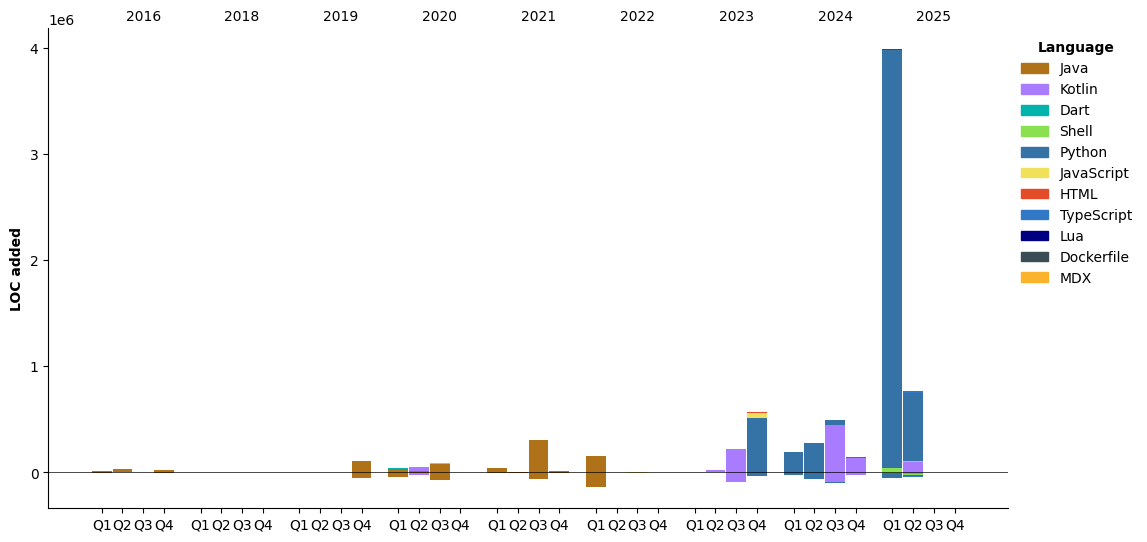 1e6
2016 2018 2019 2020 2021 2022 2023 2024 2025
Language
Java
Kotlin
Dart
Shell
Python
JavaScript
HTML
TypeScript
Lua
Dockerfile
MDX
LOC added
4
3
2
1
0
Q1 Q2 Q3 Q4 Q1 Q2 Q3 Q4 Q1 Q2 Q3 Q4 Q1 Q2 Q3 Q4 Q1 Q2 Q3 Q4 Q1 Q2 Q3 Q4 Q1 Q2 Q3 Q4 Q1 Q2 Q3 Q4 Q1 Q2 Q3 Q4